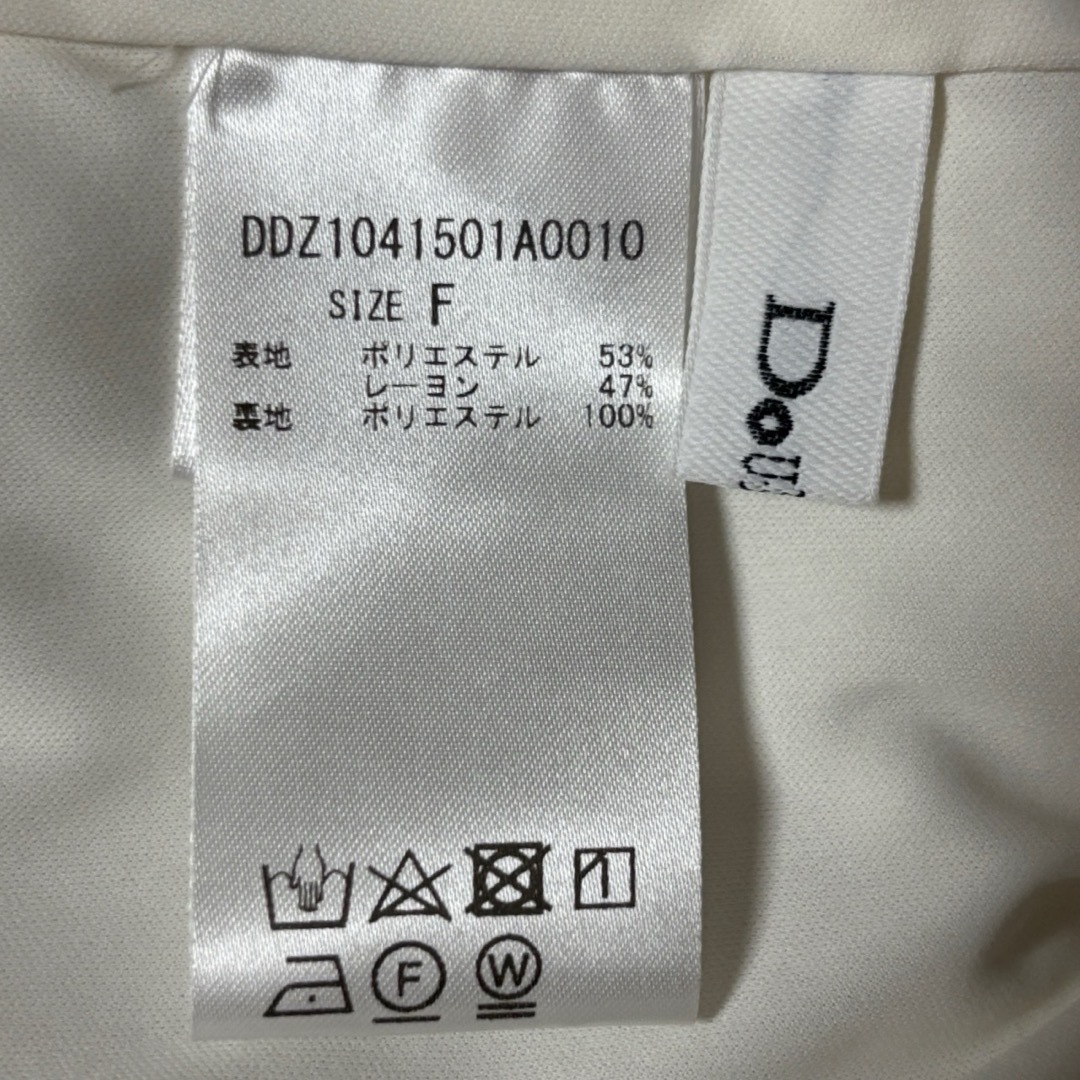 DDZ1041501A0010
SIZE F
表地 ポリエステル 53%
レーヨン 47%
裏地 ポリエステル 100%
F
W